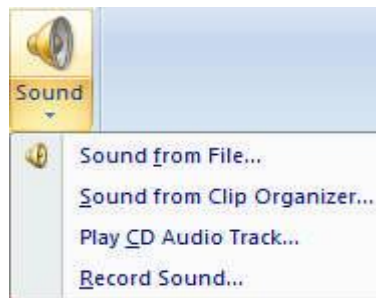 Sound
Sound from File...
Sound from Clip Organizer...
Play CD Audio Track...
Record Sound...